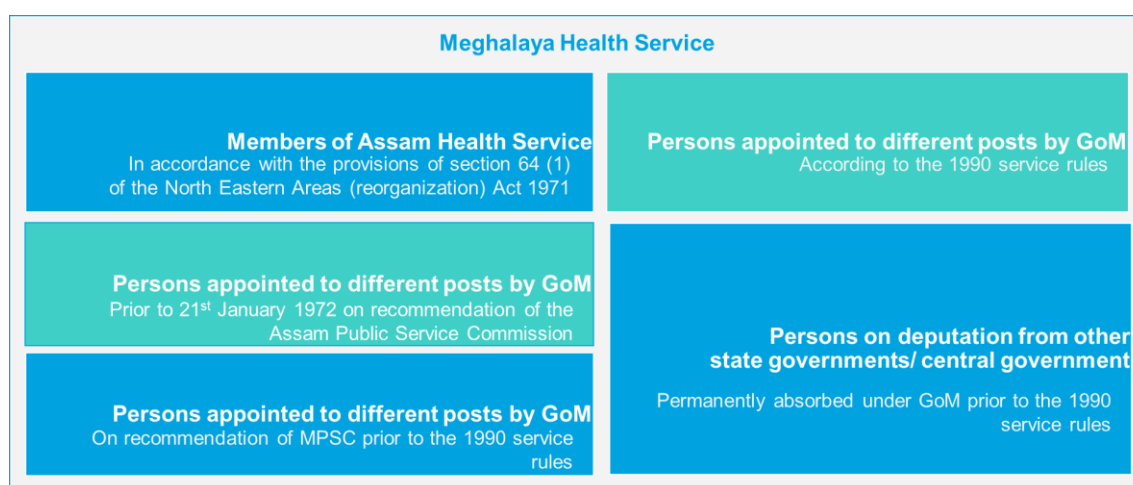 Meghalaya Health Service
Members of Assam Health Service
In accordance with the provisions of section 64 (1)
of the North Eastern Areas (reorganization) Act 1971
Persons appointed to different posts by GoM
Prior to 21st January 1972 on recommendation of the
Assam Public Service Commission
Persons appointed to different posts by GoM
On recommendation of MPSC prior to the 1990 service
rules
Persons appointed to different posts by GoM
According to the 1990 service rules
Persons on deputation from other
state governments/ central government
Permanently absorbed under GoM prior to the 1990
service rules